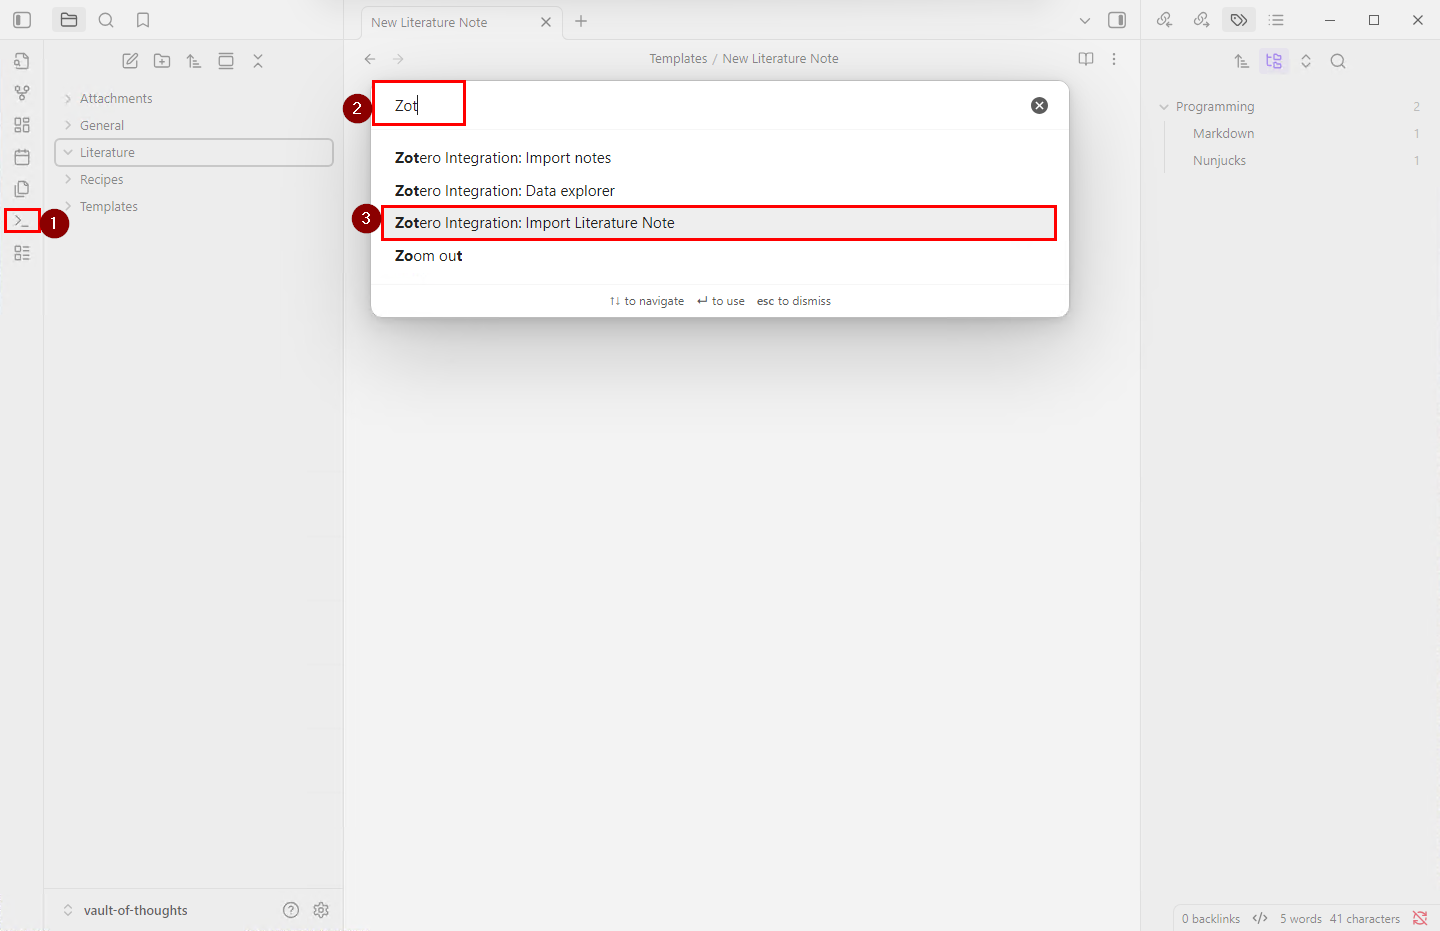 New Literature Note
Templates / New Literature Note
Attachments
General
Literature
Recipes
Templates
1
2
Zot
Zotero Integration: Import notes
Zotero Integration: Data explorer
3
Zotero Integration: Import Literature Note
Zoom out
↑↓ to navigate ↵ to use esc to dismiss
Programming 2
Markdown 1
Nunjucks 1
vault-of-thoughts
0 backlinks </> 5 words 41 characters